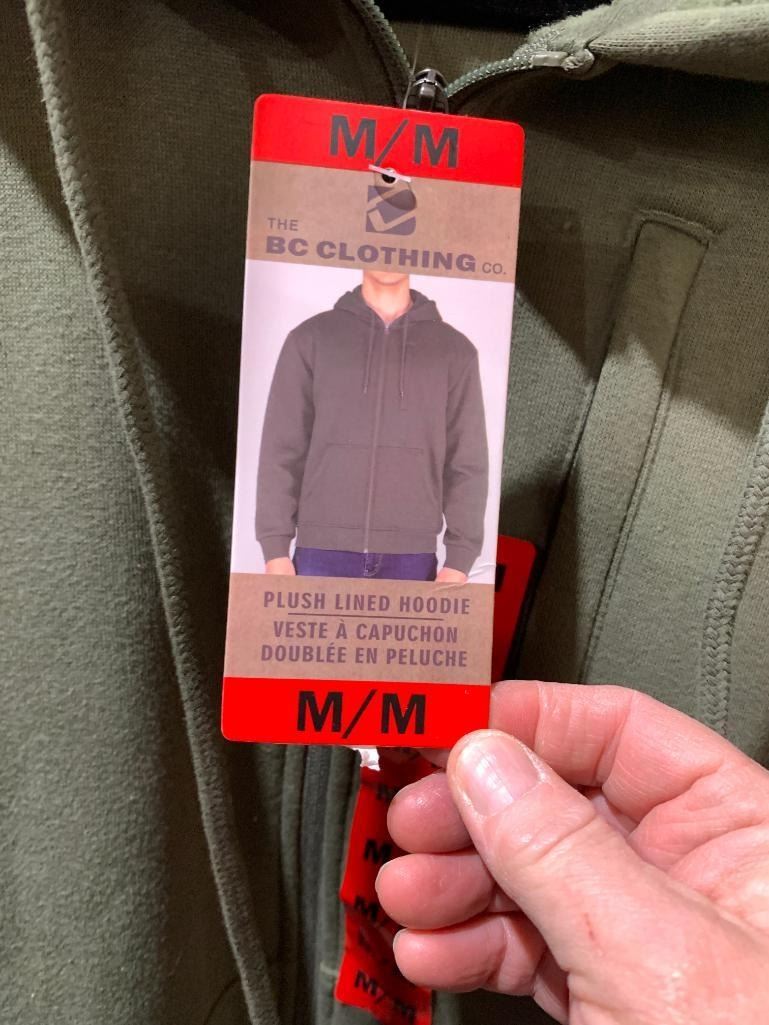 M/M
THE
BC CLOTHING CO.
PLUSH LINED HOODIE
VESTE À CAPUCHON
DOUBLÉE EN PELUCHE
M/M
M
M
M/
M/M